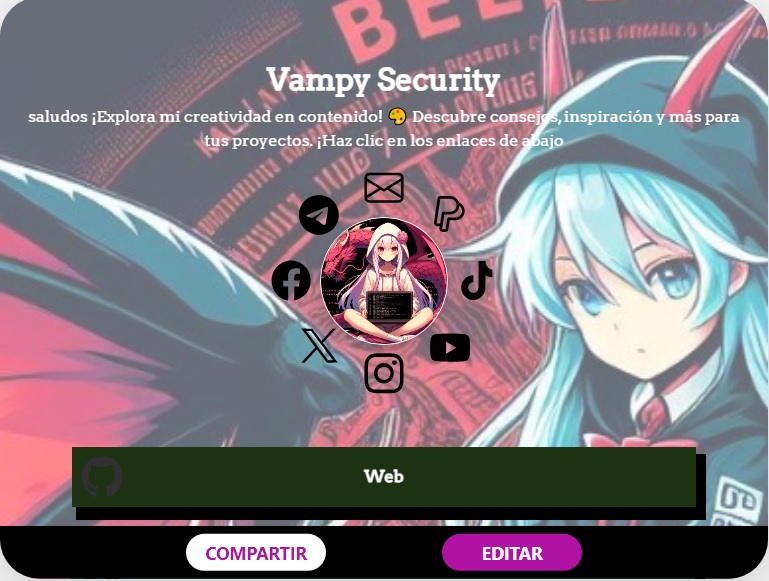 BELI
Vampy Security
saludos ¡Explora mi creatividad en contenido! 🎨 Descubre consejos, inspiración y más para
tus proyectos. ¡Haz clic en los enlaces de abajo
Web
COMPARTIR
EDITAR